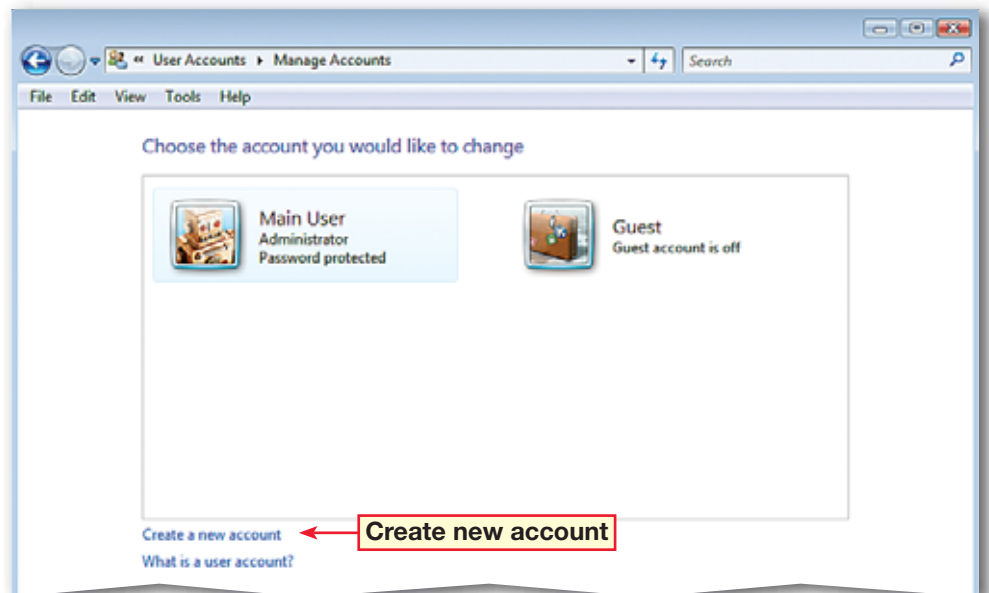 « User Accounts ▸ Manage Accounts
Search
File Edit View Tools Help
Choose the account you would like to change
Main User
Administrator
Password protected
Guest
Guest account is off
Create a new account
Create new account
What is a user account?